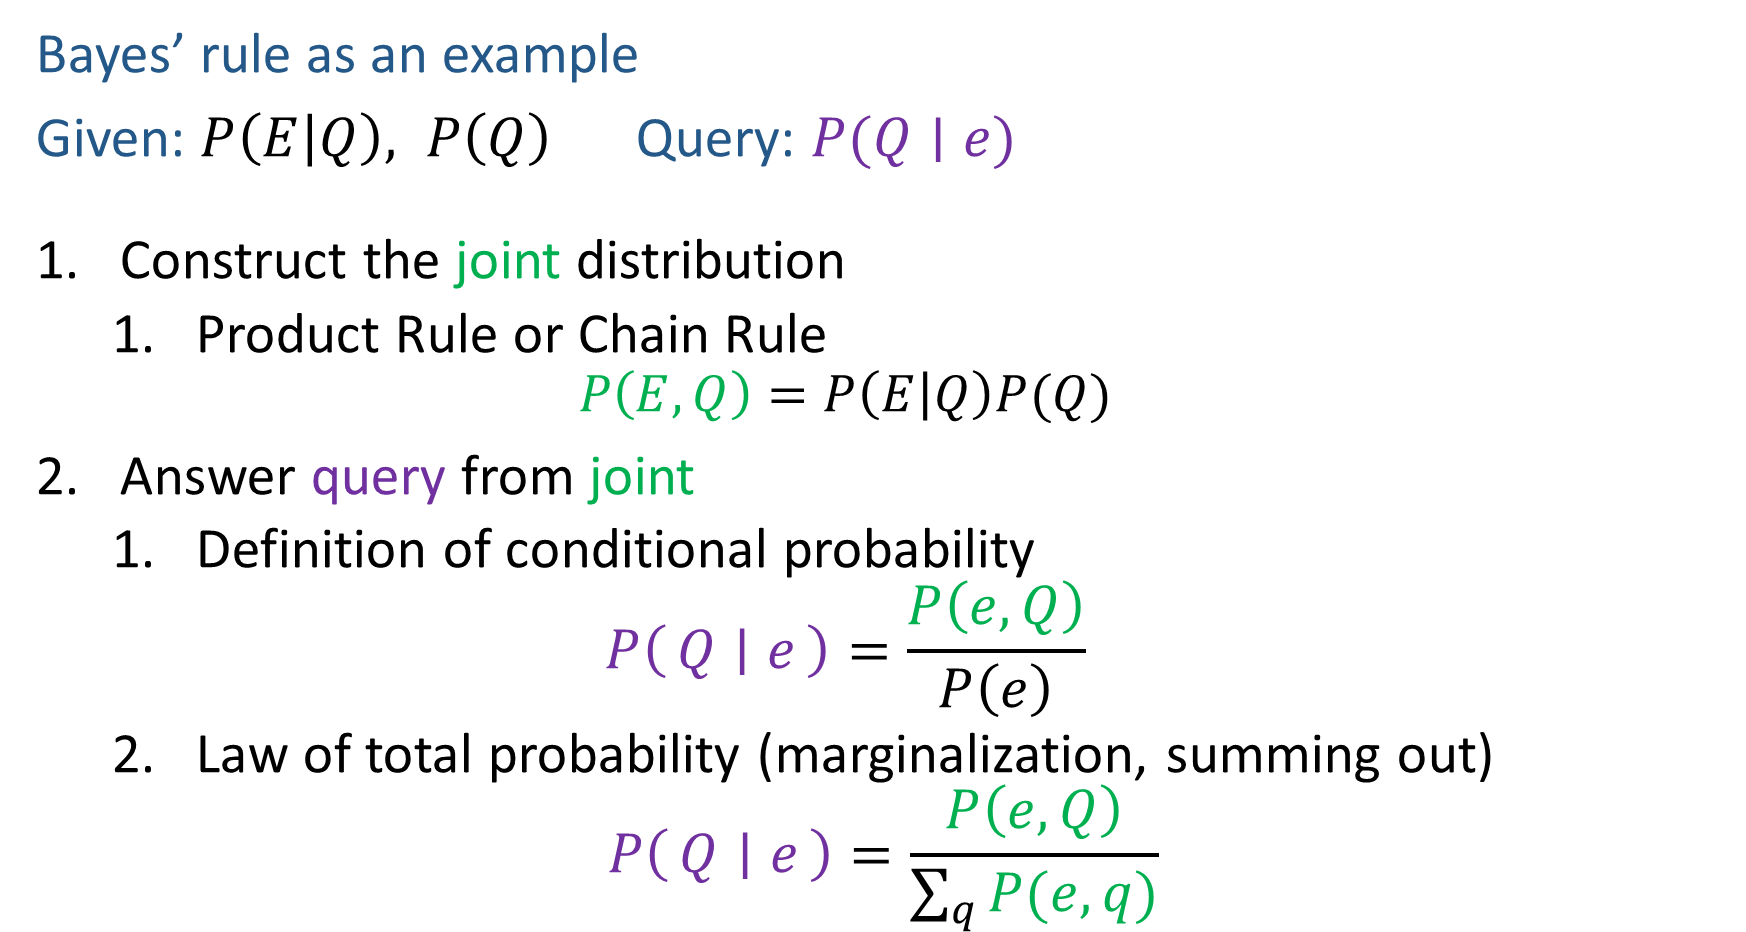 Bayes’ rule as an example
Given: P(E|Q), P(Q) Query: P(Q | e)
1. Construct the joint distribution
1. Product Rule or Chain Rule
P(E, Q) = P(E|Q)P(Q)
2. Answer query from joint
1. Definition of conditional probability
P( Q | e ) = P(e, Q) / P(e)
2. Law of total probability (marginalization, summing out)
P( Q | e ) = P(e, Q) / ∑_q P(e, q)